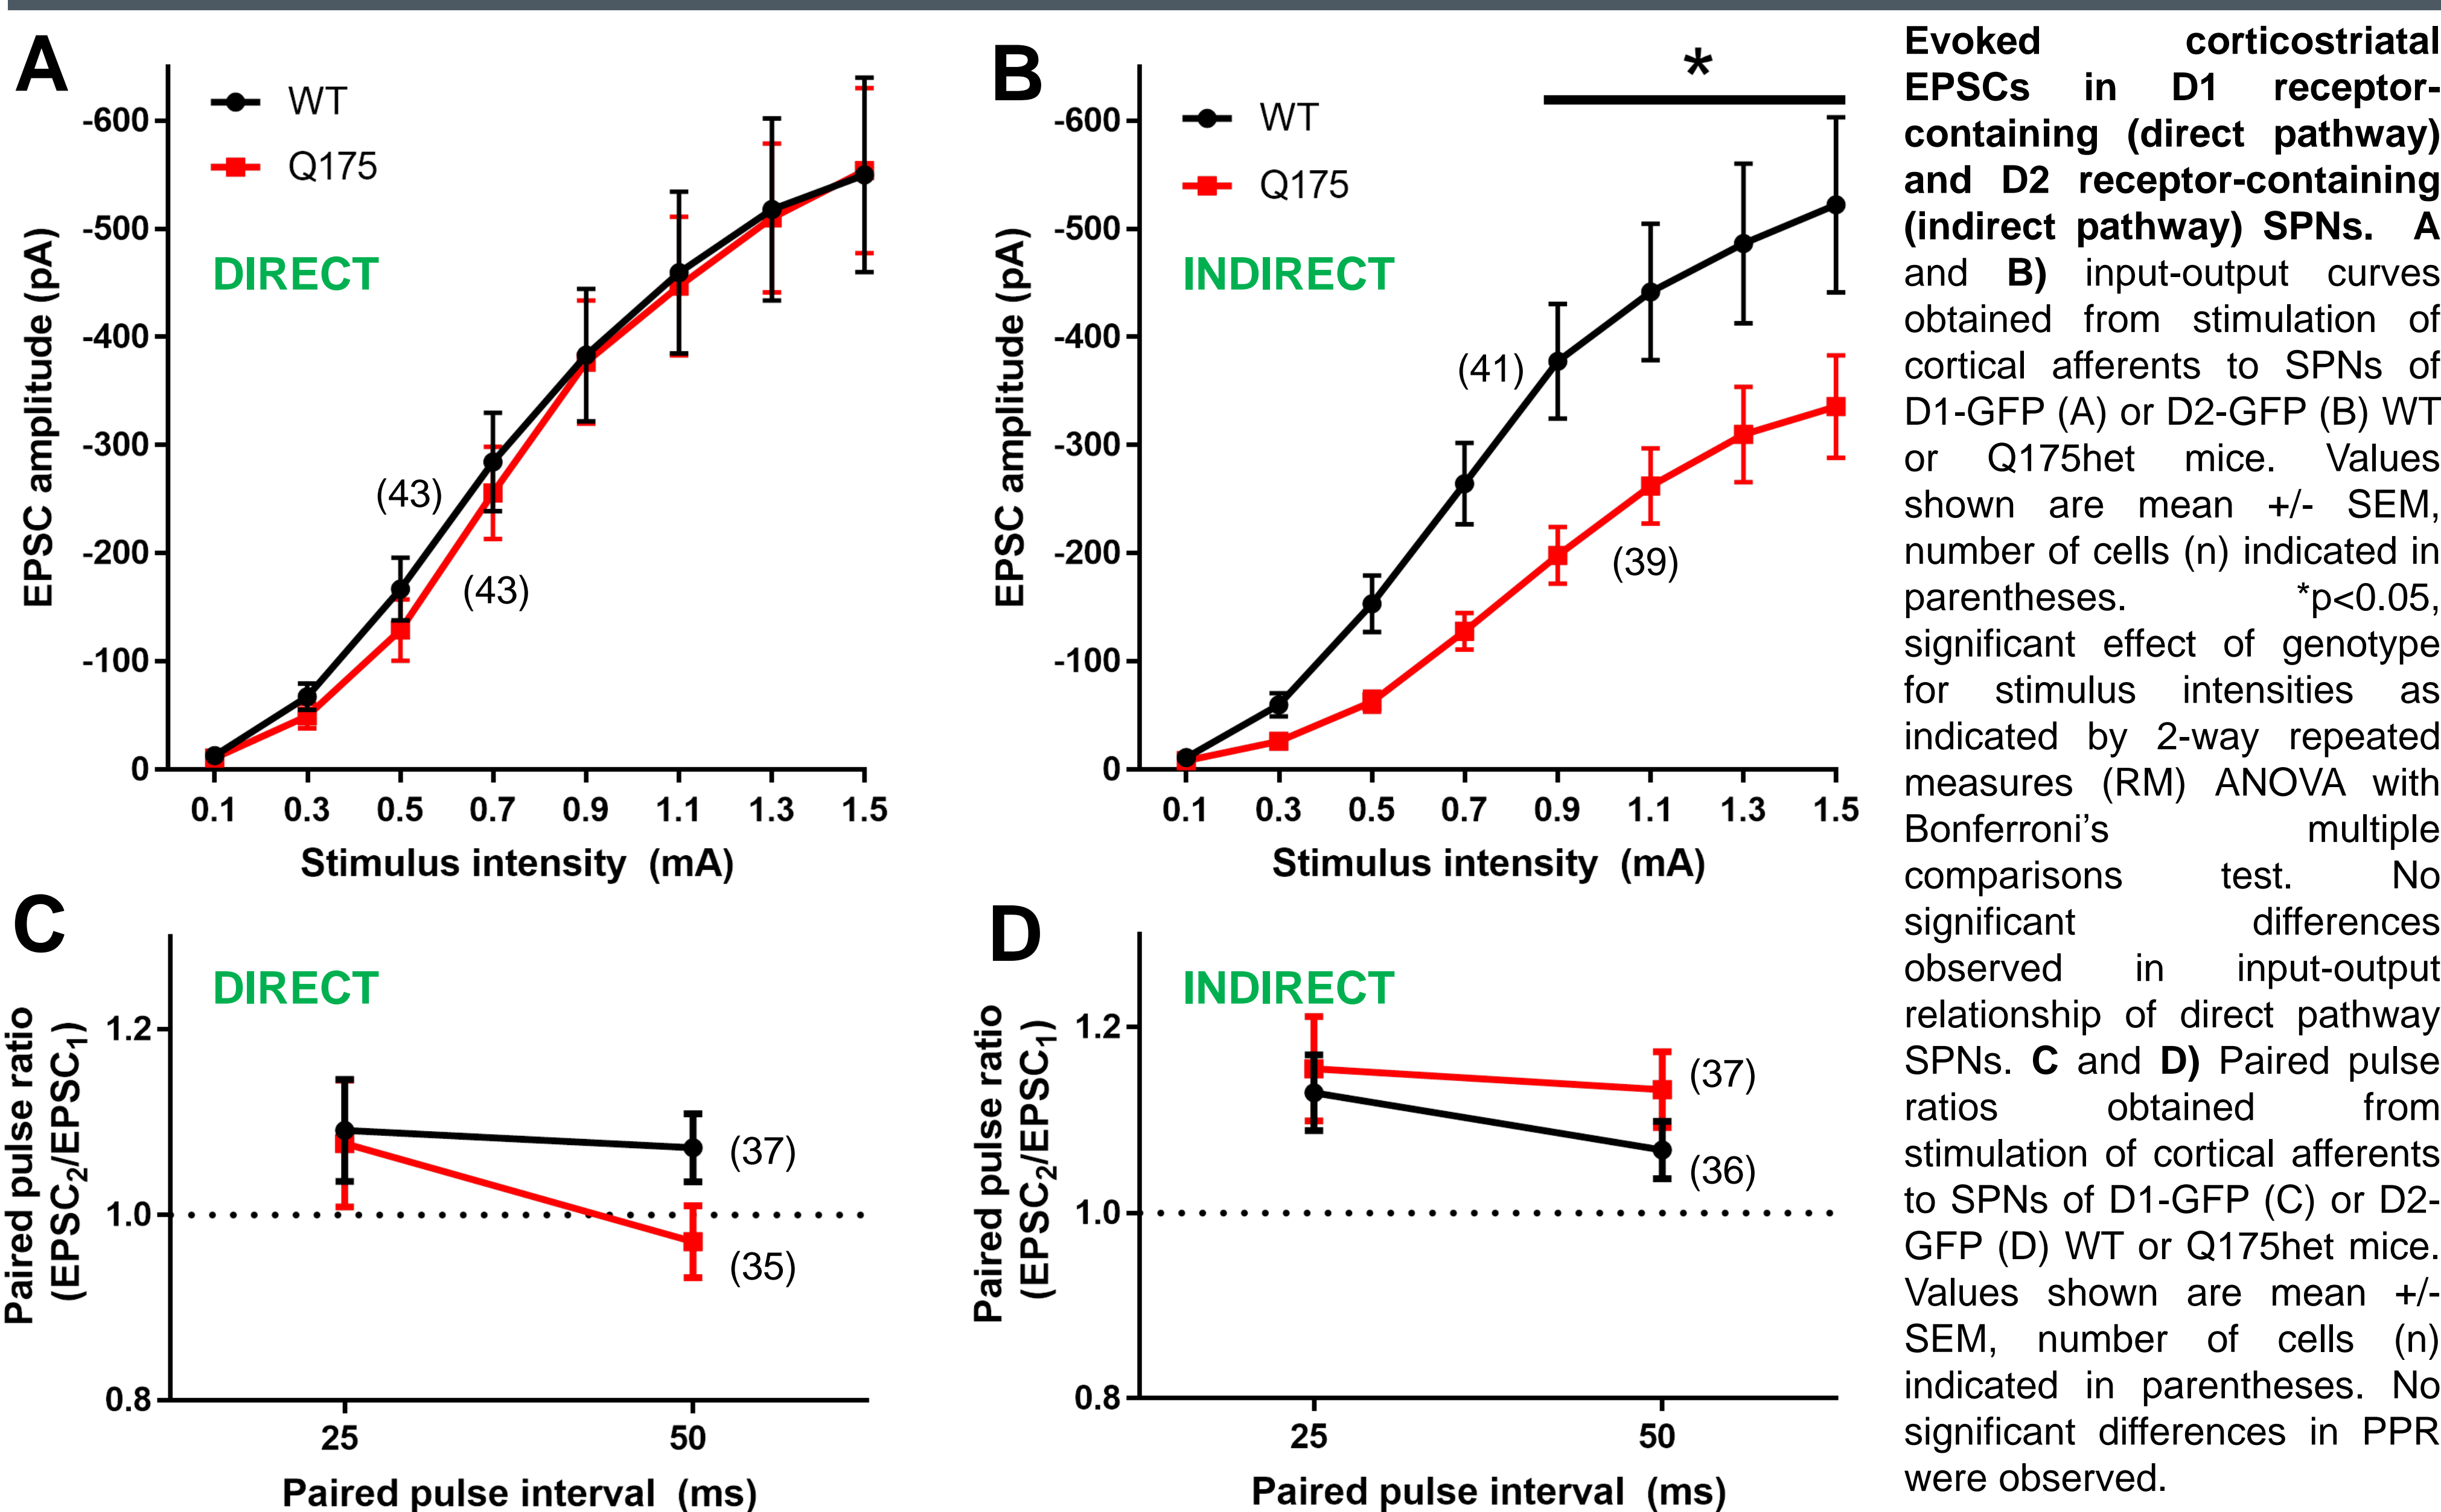 A
WT
Q175
DIRECT
EPSC amplitude (pA)
-600
-500
-400
-300
-200
-100
0
(43)
(43)
0.1 0.3 0.5 0.7 0.9 1.1 1.3 1.5
Stimulus intensity (mA)
B
*
WT
Q175
INDIRECT
EPSC amplitude (pA)
-600
-500
-400
-300
-200
-100
0
(41)
(39)
0.1 0.3 0.5 0.7 0.9 1.1 1.3 1.5
Stimulus intensity (mA)
C
DIRECT
Paired pulse ratio
(EPSC2/EPSC1)
1.2
1.0
0.8
(37)
(35)
25 50
Paired pulse interval (ms)
D
INDIRECT
Paired pulse ratio
(EPSC2/EPSC1)
1.2
1.0
0.8
(37)
(36)
25 50
Paired pulse interval (ms)
Evoked corticostriatal
EPSCs in D1 receptor-
containing (direct pathway)
and D2 receptor-containing
(indirect pathway) SPNs. A
and B) input-output curves
obtained from stimulation of
cortical afferents to SPNs of
D1-GFP (A) or D2-GFP (B) WT
or Q175het mice. Values
shown are mean +/- SEM,
number of cells (n) indicated in
parentheses. *p<0.05,
significant effect of genotype
for stimulus intensities as
indicated by 2-way repeated
measures (RM) ANOVA with
Bonferroni’s multiple
comparisons test. No
significant differences
observed in input-output
relationship of direct pathway
SPNs. C and D) Paired pulse
ratios obtained from
stimulation of cortical afferents
to SPNs of D1-GFP (C) or D2-
GFP (D) WT or Q175het mice.
Values shown are mean +/-
SEM, number of cells (n)
indicated in parentheses. No
significant differences in PPR
were observed.